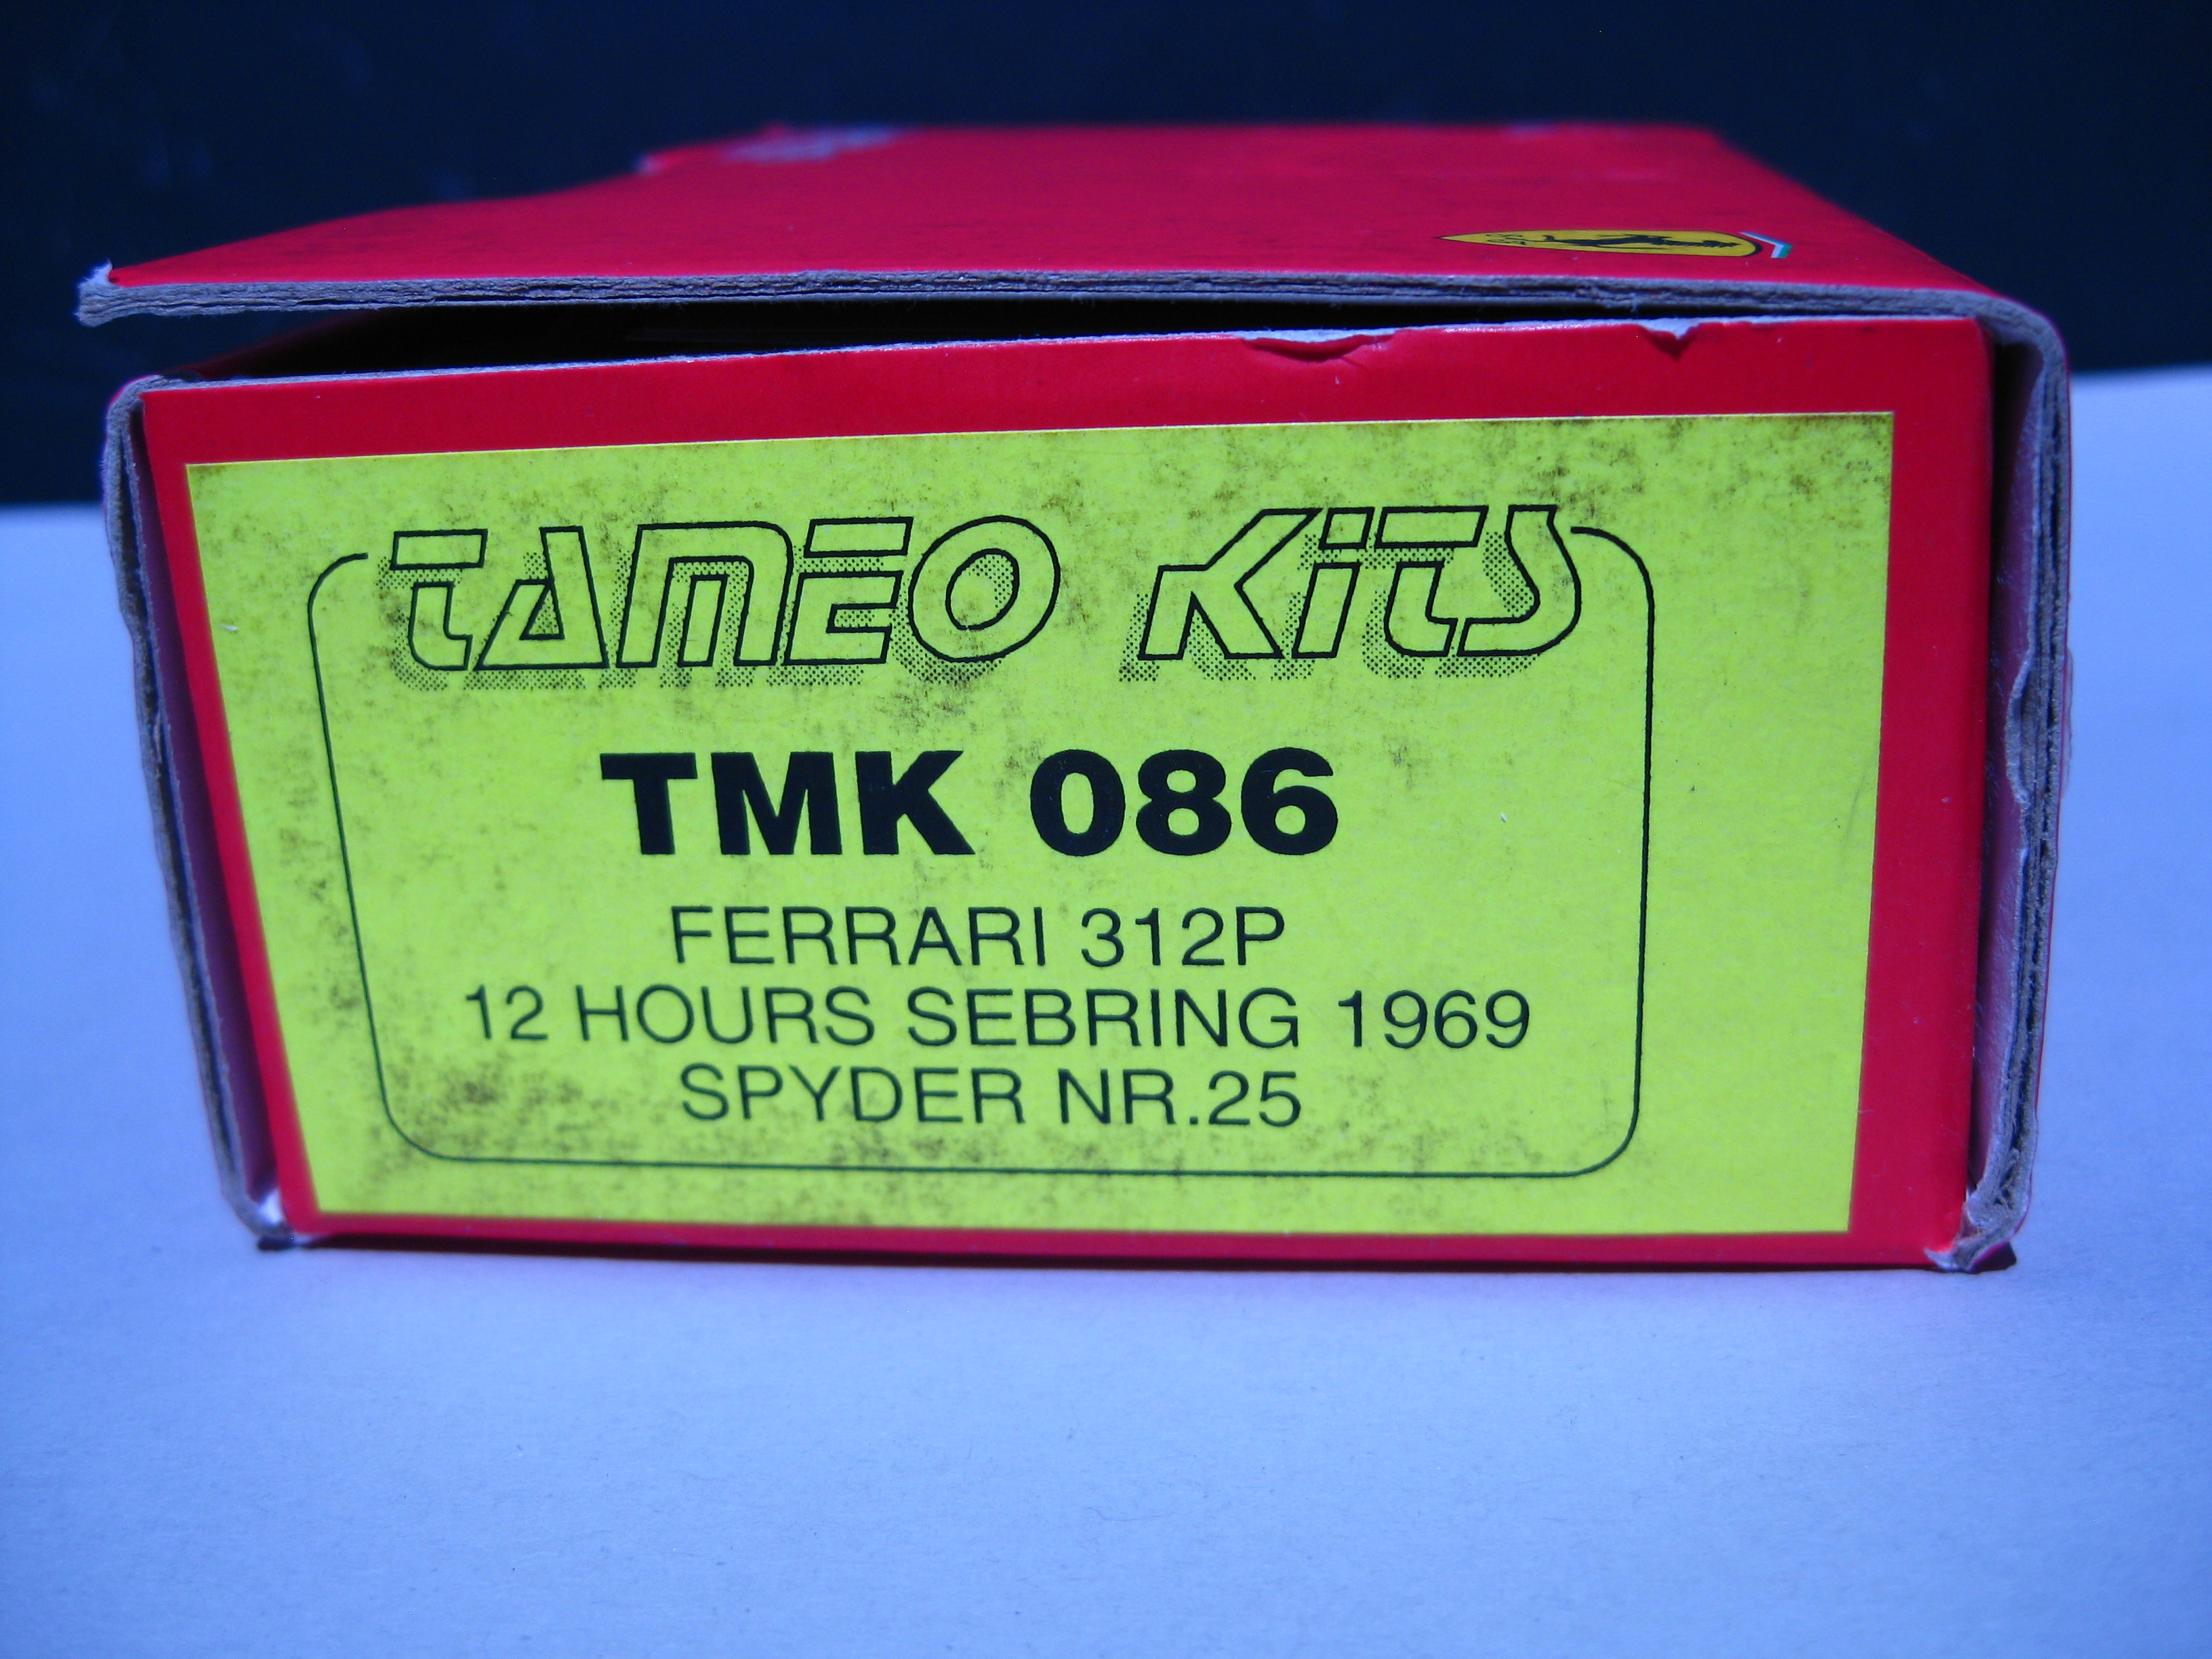 TAMEO KITS
TMK 086
FERRARI 312P
12 HOURS SEBRING 1969
SPYDER NR.25